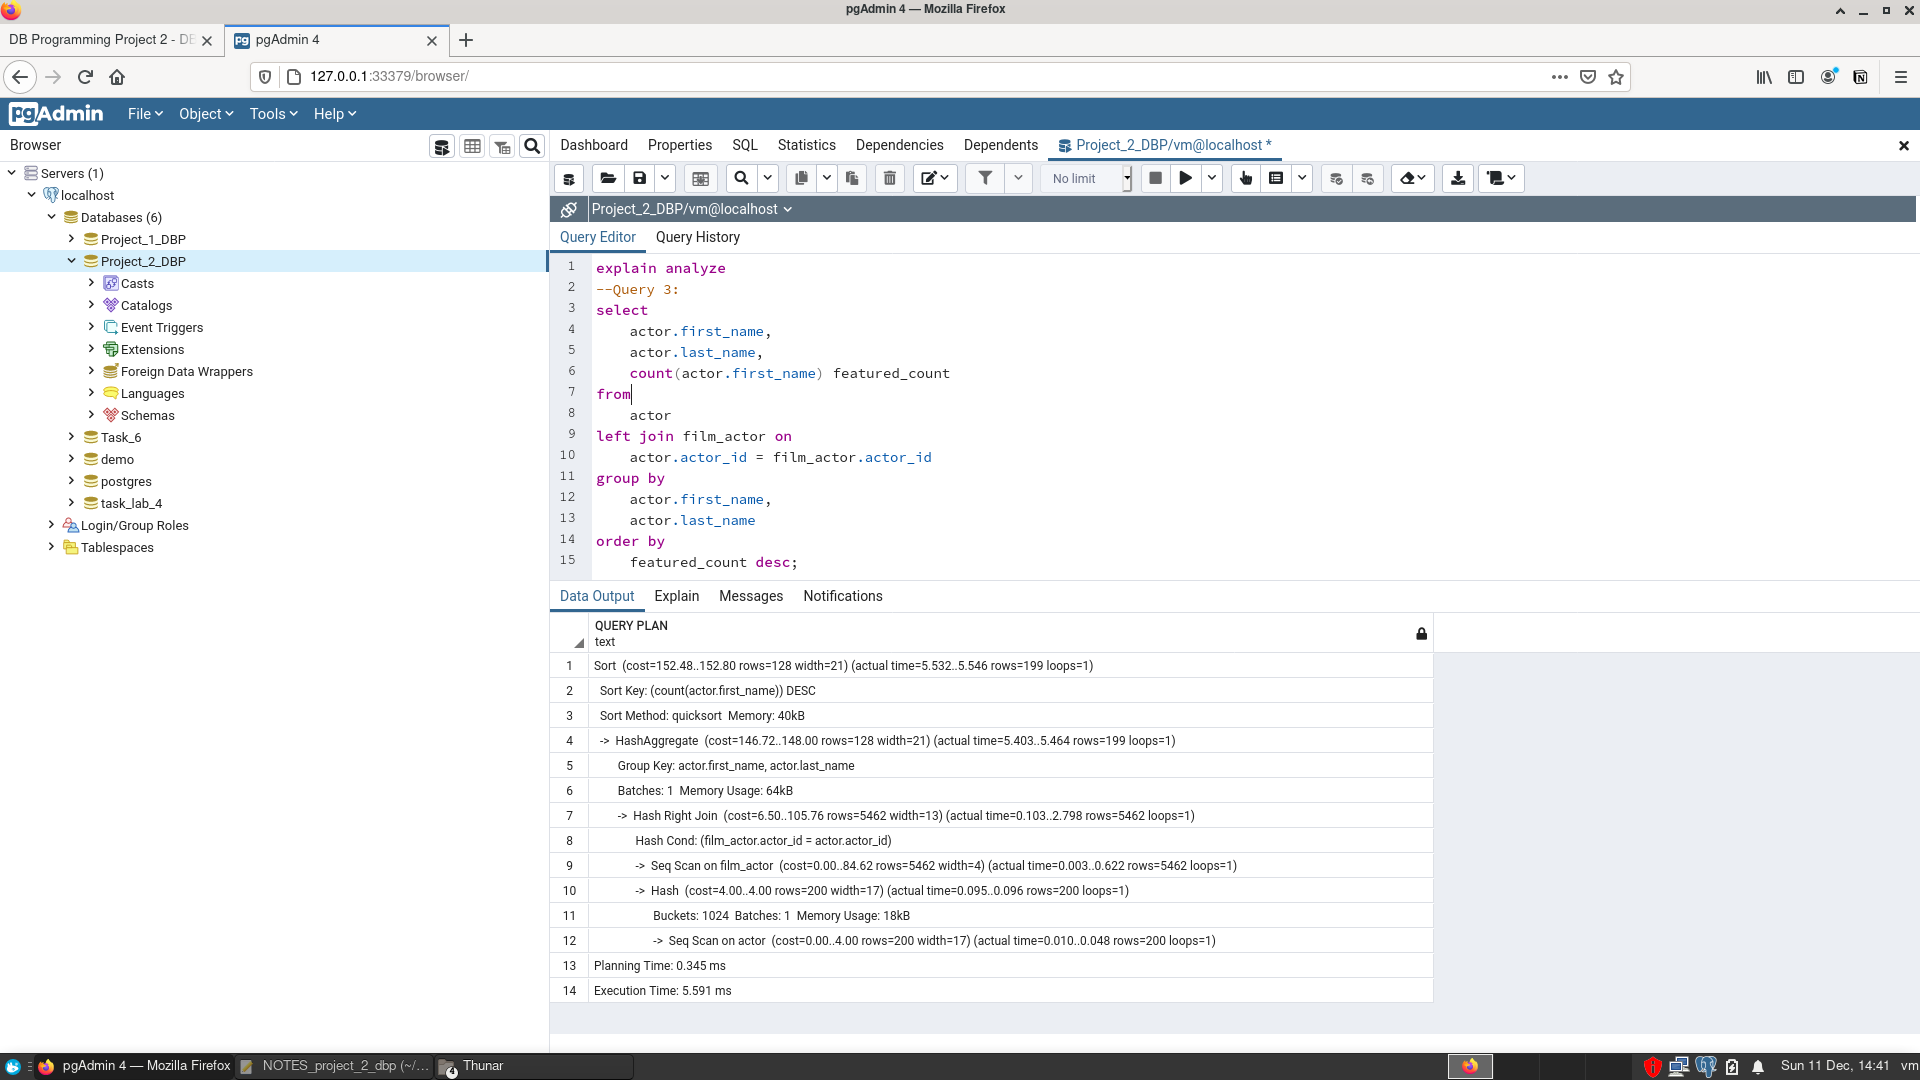 pgAdmin 4 — Mozilla Firefox
DB Programming Project 2 - DB
pgAdmin 4
127.0.0.1:33379/browser/
pgAdmin File Object Tools Help
Browser
Servers (1)
localhost
Databases (6)
Project_1_DBP
Project_2_DBP
Casts
Catalogs
Event Triggers
Extensions
Foreign Data Wrappers
Languages
Schemas
Task_6
demo
postgres
task_lab_4
Login/Group Roles
Tablespaces
Dashboard Properties SQL Statistics Dependencies Dependents Project_2_DBP/vm@localhost *
No limit
Project_2_DBP/vm@localhost
Query Editor Query History
1 explain analyze
2 --Query 3:
3 select
4 actor.first_name,
5 actor.last_name,
6 count(actor.first_name) featured_count
7 from
8 actor
9 left join film_actor on
10 actor.actor_id = film_actor.actor_id
11 group by
12 actor.first_name,
13 actor.last_name
14 order by
15 featured_count desc;
Data Output Explain Messages Notifications
QUERY PLAN
text
1 Sort (cost=152.48..152.80 rows=128 width=21) (actual time=5.532..5.546 rows=199 loops=1)
2 Sort Key: (count(actor.first_name)) DESC
3 Sort Method: quicksort Memory: 40kB
4 -> HashAggregate (cost=146.72..148.00 rows=128 width=21) (actual time=5.403..5.464 rows=199 loops=1)
5 Group Key: actor.first_name, actor.last_name
6 Batches: 1 Memory Usage: 64kB
7 -> Hash Right Join (cost=6.50..105.76 rows=5462 width=13) (actual time=0.103..2.798 rows=5462 loops=1)
8 Hash Cond: (film_actor.actor_id = actor.actor_id)
9 -> Seq Scan on film_actor (cost=0.00..84.62 rows=5462 width=4) (actual time=0.003..0.622 rows=5462 loops=1)
10 -> Hash (cost=4.00..4.00 rows=200 width=17) (actual time=0.095..0.096 rows=200 loops=1)
11 Buckets: 1024 Batches: 1 Memory Usage: 18kB
12 -> Seq Scan on actor (cost=0.00..4.00 rows=200 width=17) (actual time=0.010..0.048 rows=200 loops=1)
13 Planning Time: 0.345 ms
14 Execution Time: 5.591 ms
pgAdmin 4 — Mozilla Firefox
NOTES_project_2_dbp (~/...
4 Thunar
Sun 11 Dec, 14:41 vm